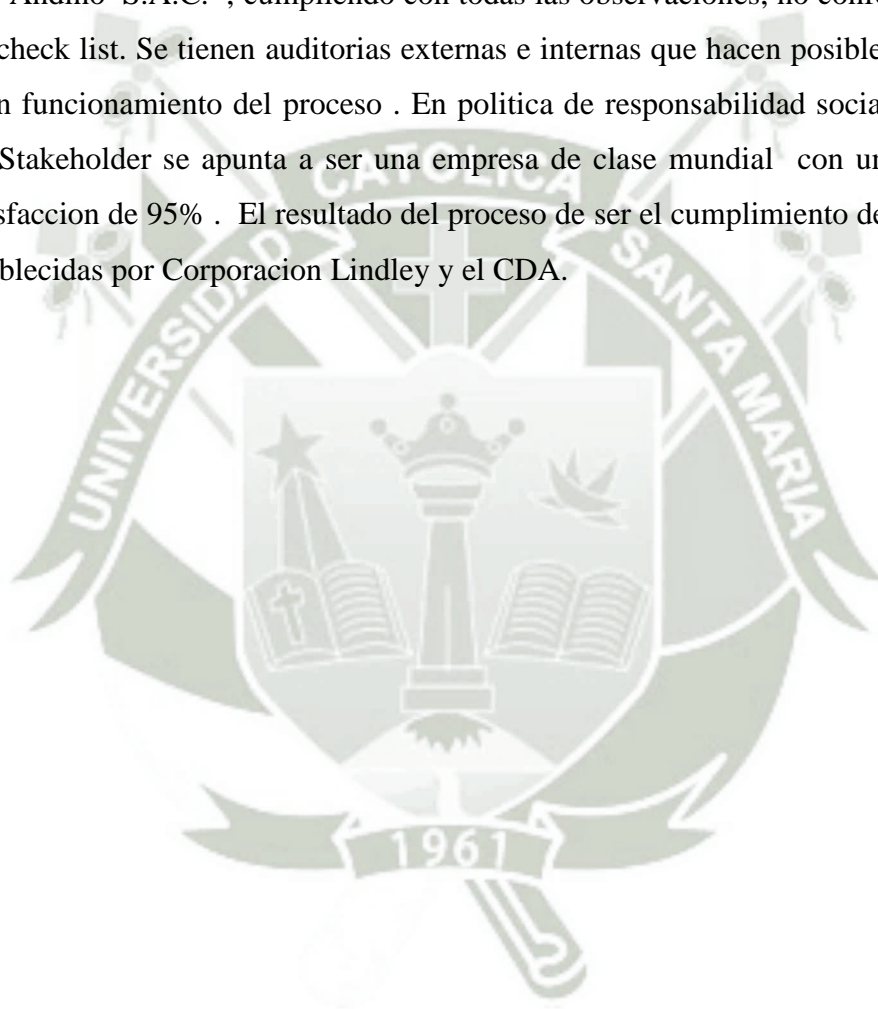 Andino S.A.C. , cumpliendo con todas las observaciones, no confo
check list. Se tienen auditorias externas e internas que hacen posible
n funcionamiento del proceso . En politica de responsabilidad socia
Stakeholder se apunta a ser una empresa de clase mundial con un
sfaccion de 95% . El resultado del proceso de ser el cumplimiento de
blecidas por Corporacion Lindley y el CDA.
UNIVERSIDAD CATOLICA SANTA MARIA
1961